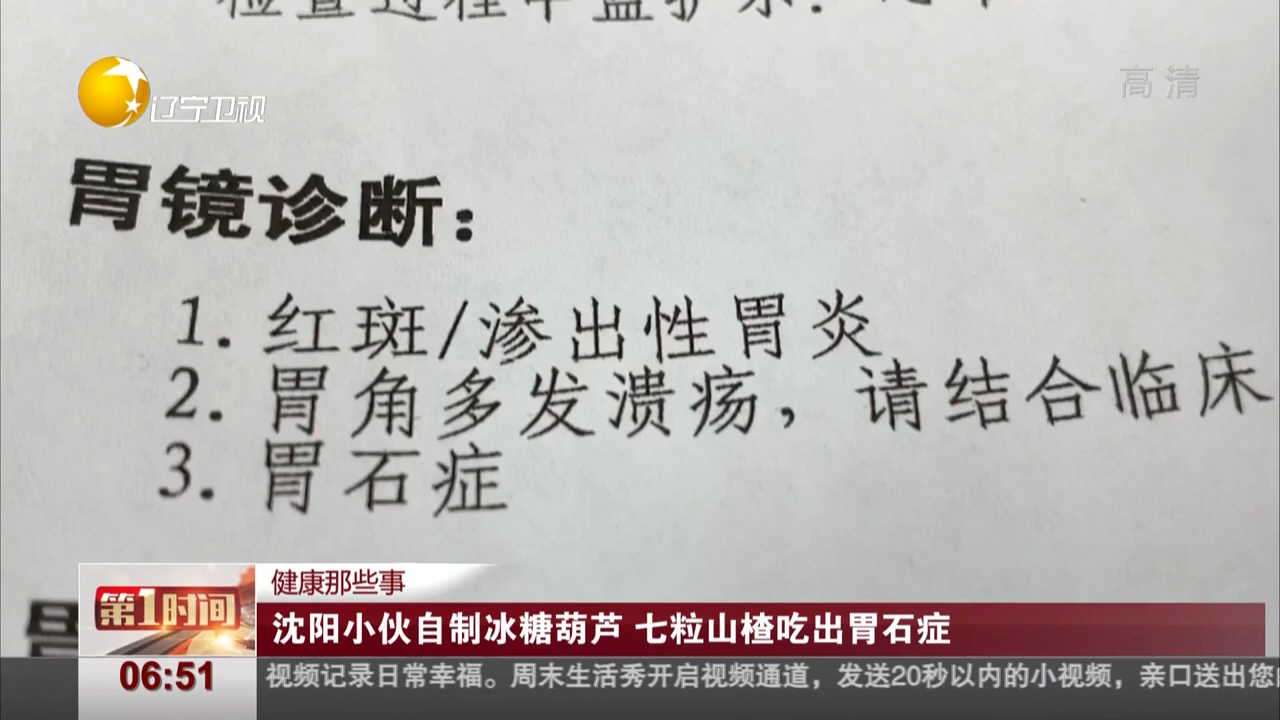 辽宁卫视
高清
胃镜诊断：
1. 红斑/渗出性胃炎
2. 胃角多发溃疡，请结合临床
3. 胃石症
健康那些事
第1时间
沈阳小伙自制冰糖葫芦 七粒山楂吃出胃石症
06:51
视频记录日常幸福。周末生活秀开启视频通道，发送20秒以内的小视频，亲口送出您